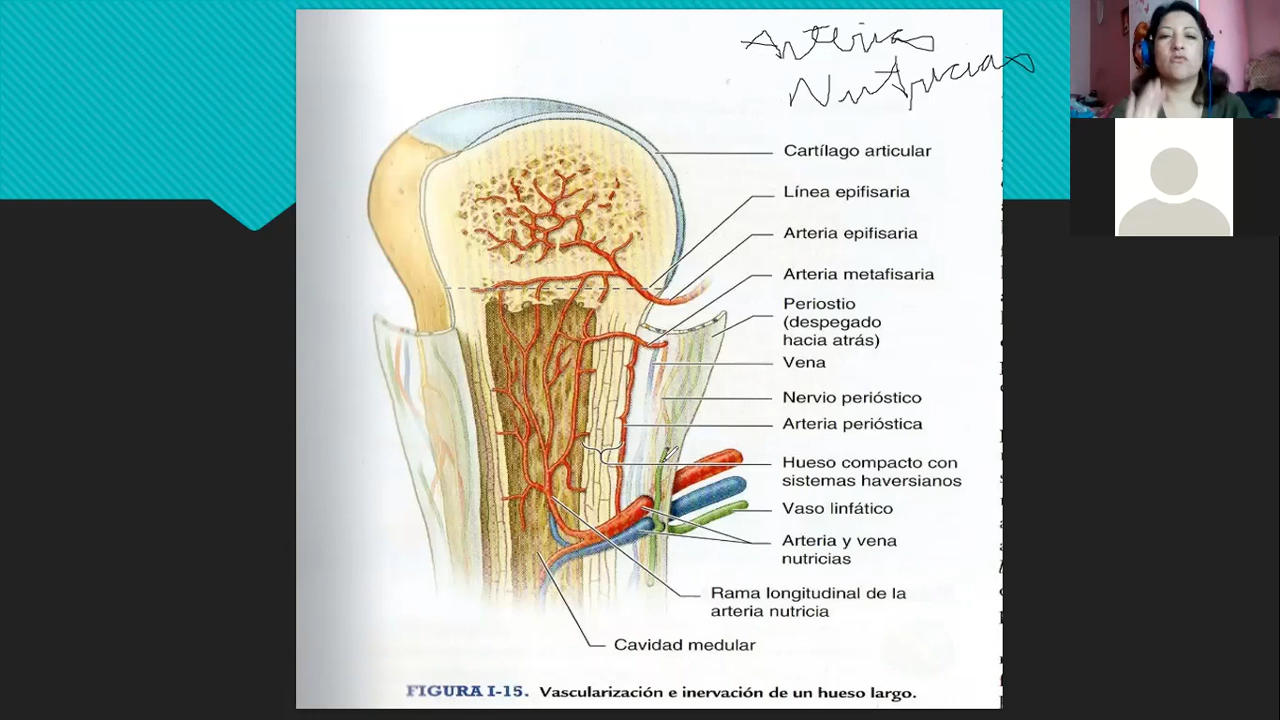 Arterias
Nutricias
Cartílago articular
Línea epifisaria
Arteria epifisaria
Arteria metafisaria
Periostio
(despegado
hacia atrás)
Vena
Nervio perióstico
Arteria perióstica
Hueso compacto con
sistemas haversianos
Vaso linfático
Arteria y vena
nutricias
Rama longitudinal de la
arteria nutricia
Cavidad medular
FIGURA I-15. Vascularización e inervación de un hueso largo.